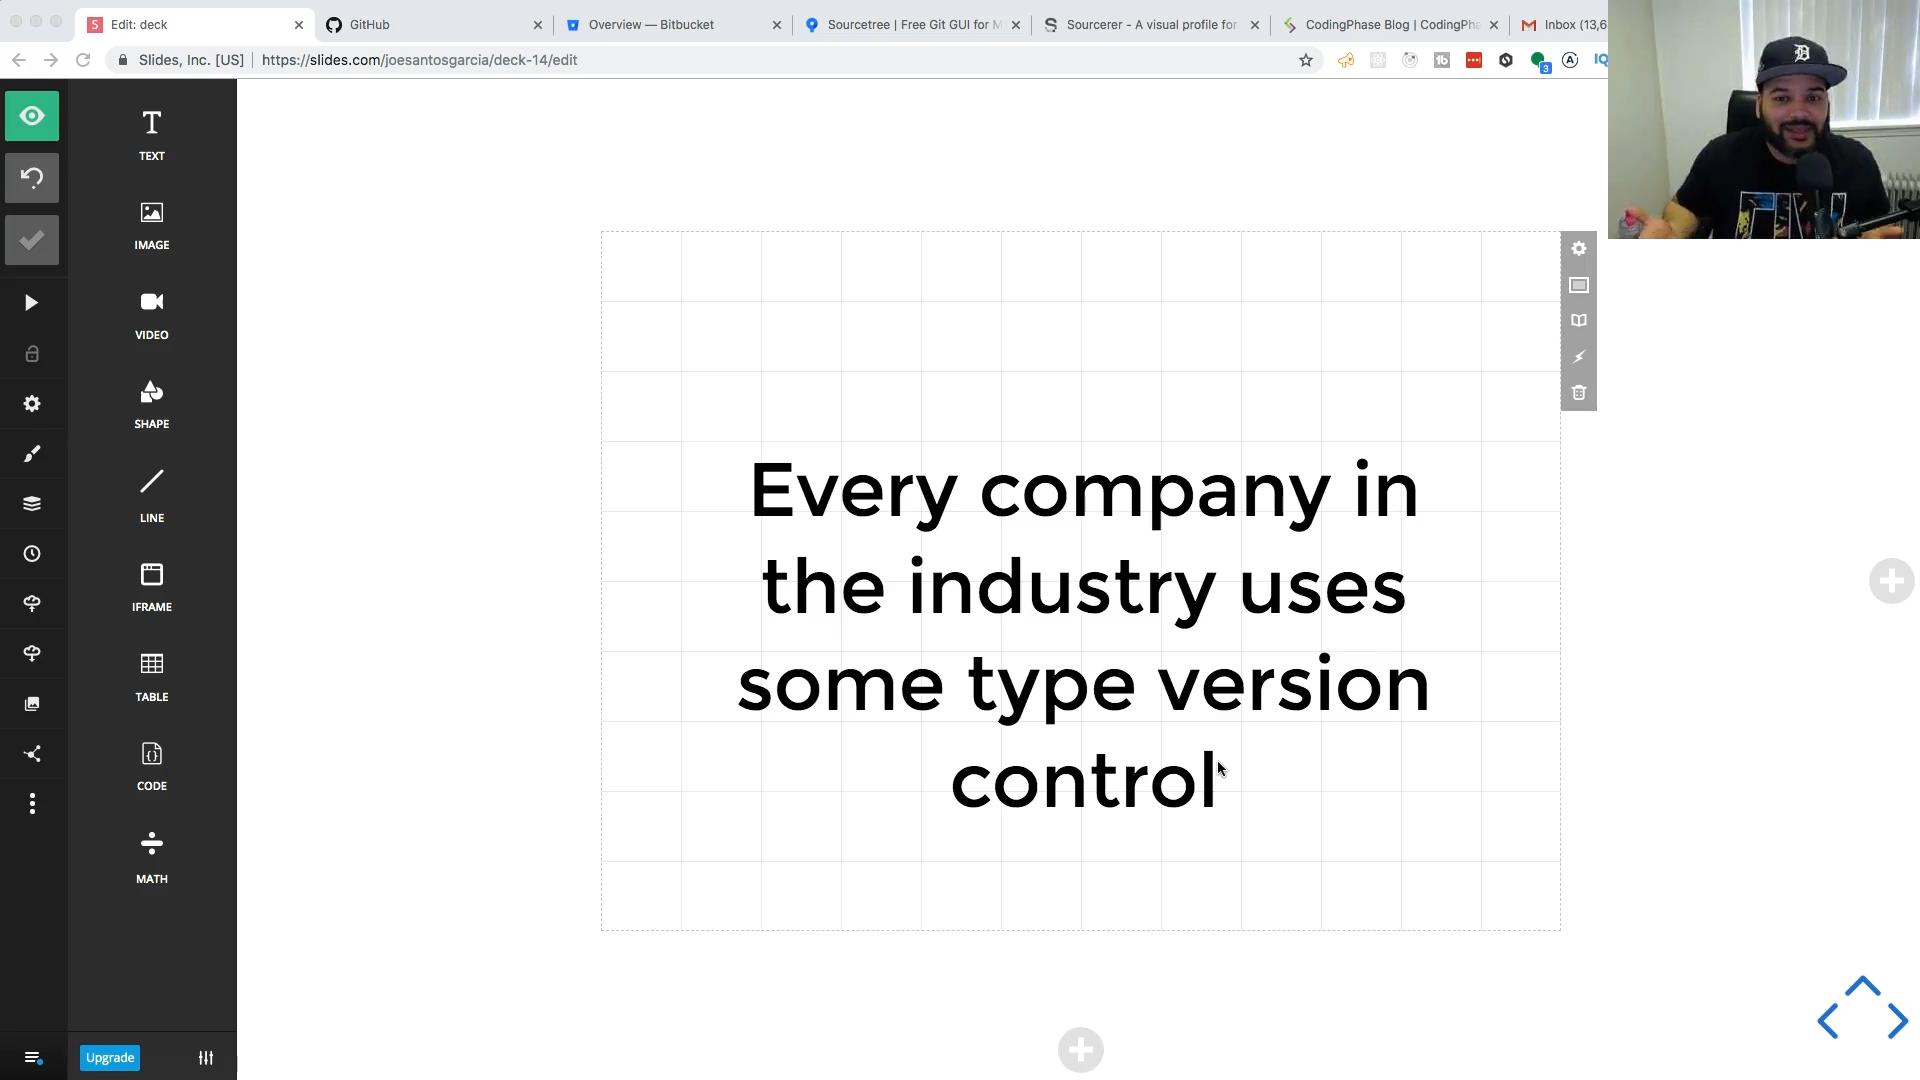 Edit: deck
GitHub
Overview — Bitbucket
Sourcetree | Free Git GUI for M
Sourcerer - A visual profile for
CodingPhase Blog | CodingPha
Inbox (13,6
Slides, Inc. [US]
https://slides.com/joesantosgarcia/deck-14/edit
3
IQ
TEXT
IMAGE
VIDEO
SHAPE
LINE
IFRAME
TABLE
CODE
MATH
Every company in
the industry uses
some type version
control
Upgrade